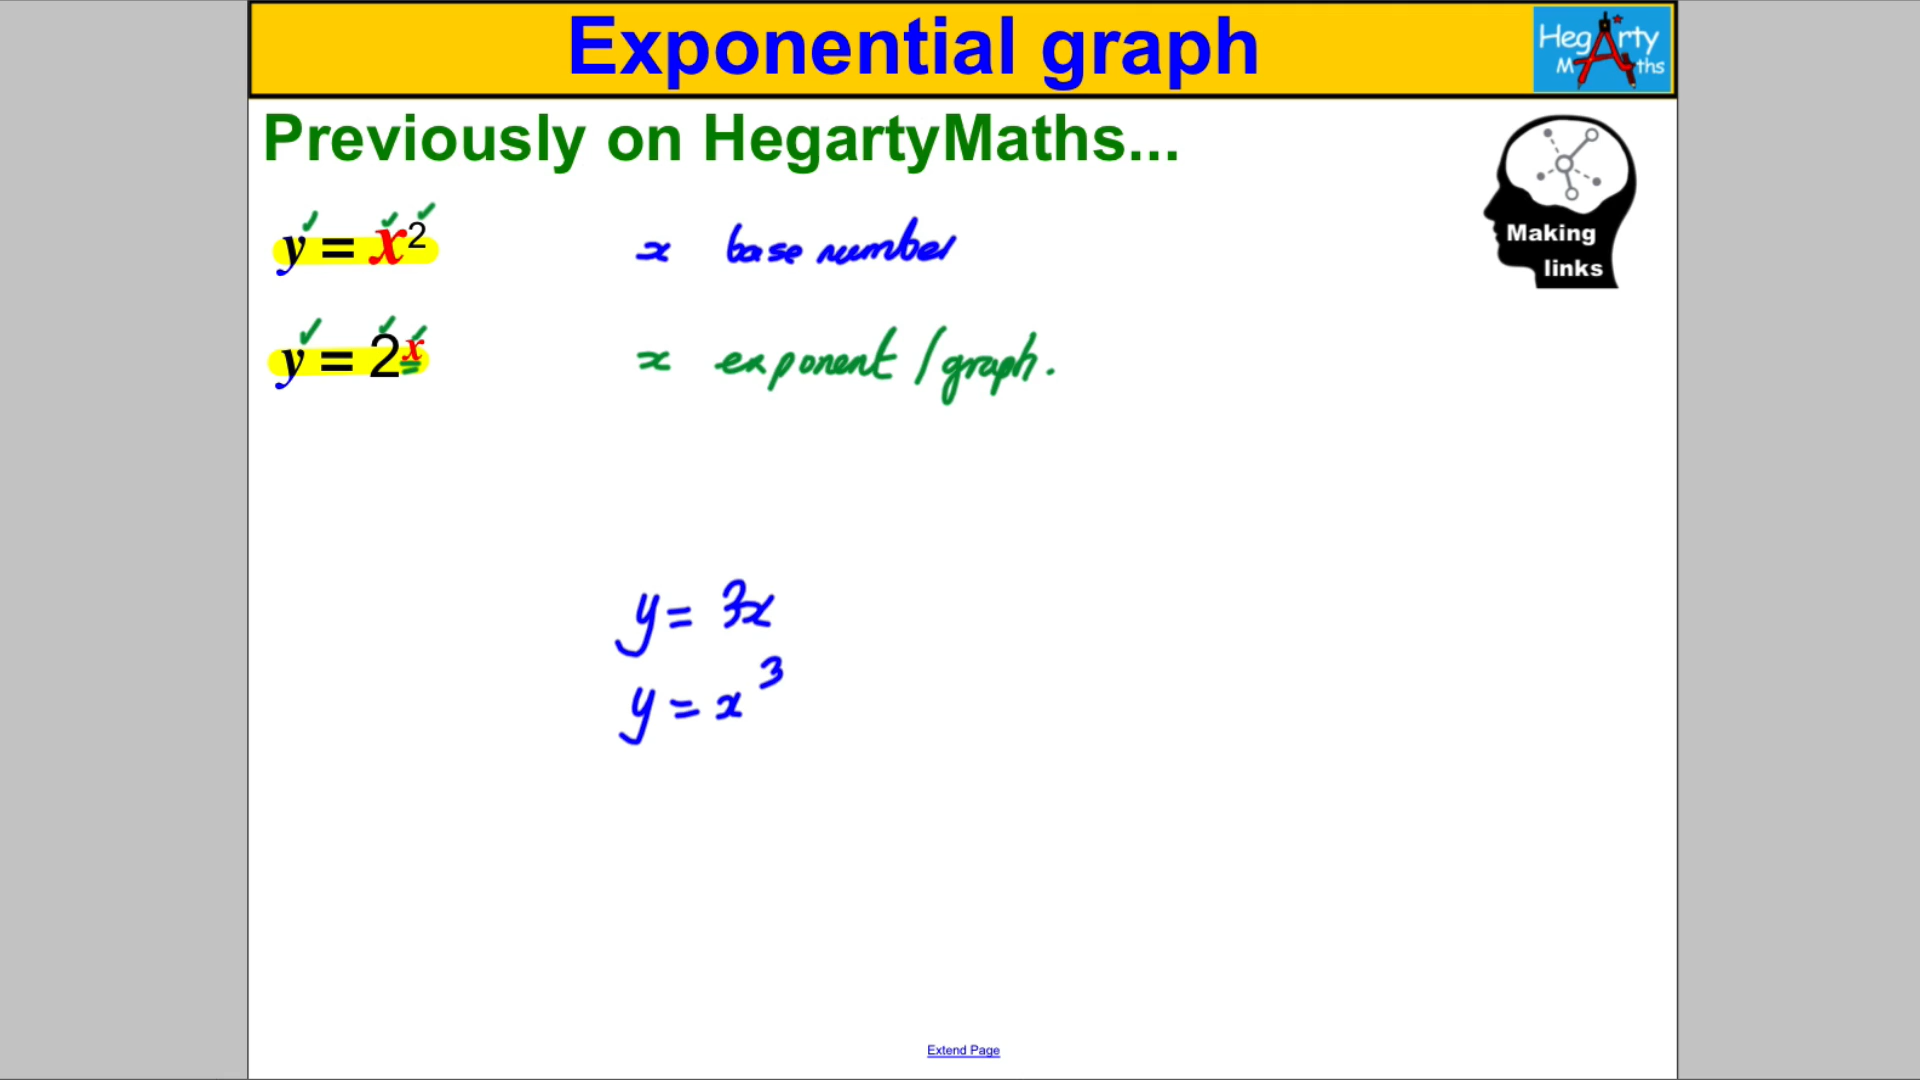 Exponential graph
HegArty
Maths
Previously on HegartyMaths...
y = x²
x base number
Making
links
y = 2ˣ
x exponent / graph.
y = 3x
y = x³
Extend Page